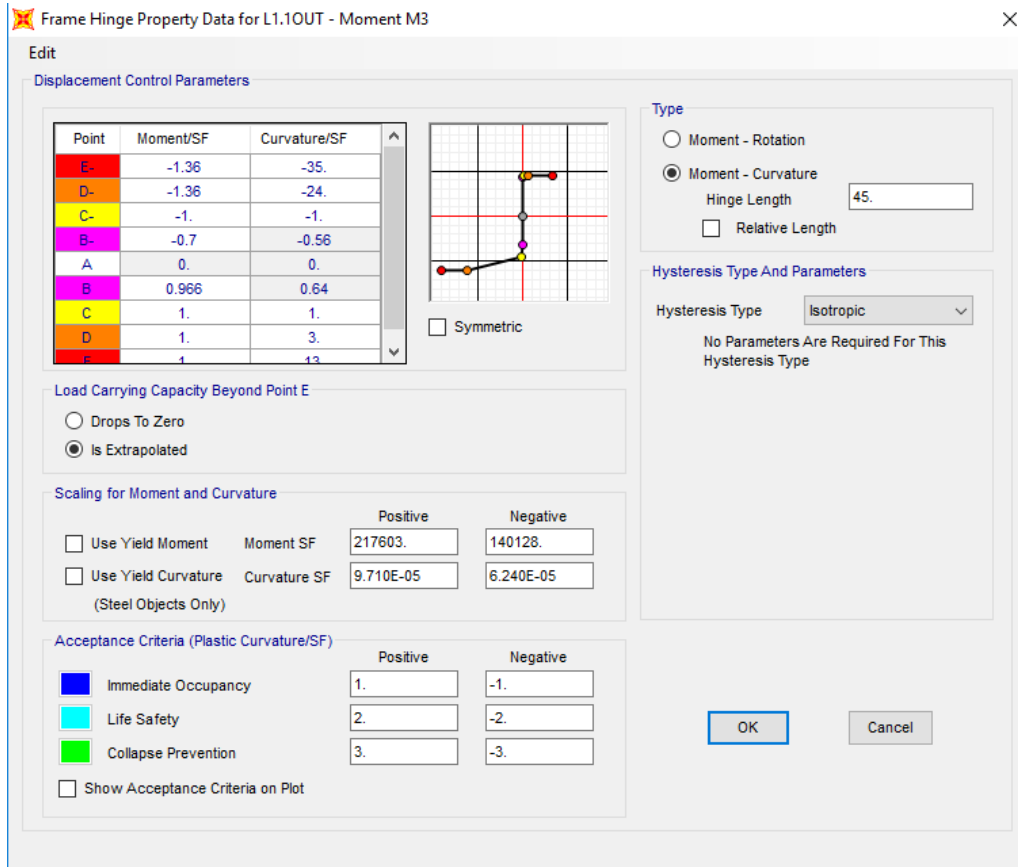 Frame Hinge Property Data for L1.1OUT - Moment M3
Edit
Displacement Control Parameters
Point Moment/SF Curvature/SF
E- -1.36 -35.
D- -1.36 -24.
C- -1. -1.
B- -0.7 -0.56
A 0. 0.
B 0.966 0.64
C 1. 1.
D 1. 3.
E 1. 13.
Symmetric
Type
Moment - Rotation
Moment - Curvature
Hinge Length 45.
Relative Length
Hysteresis Type And Parameters
Hysteresis Type Isotropic
No Parameters Are Required For This
Hysteresis Type
Load Carrying Capacity Beyond Point E
Drops To Zero
Is Extrapolated
Scaling for Moment and Curvature
Positive Negative
Use Yield Moment Moment SF 217603. 140128.
Use Yield Curvature Curvature SF 9.710E-05 6.240E-05
(Steel Objects Only)
Acceptance Criteria (Plastic Curvature/SF)
Positive Negative
Immediate Occupancy 1. -1.
Life Safety 2. -2.
Collapse Prevention 3. -3.
Show Acceptance Criteria on Plot
OK Cancel